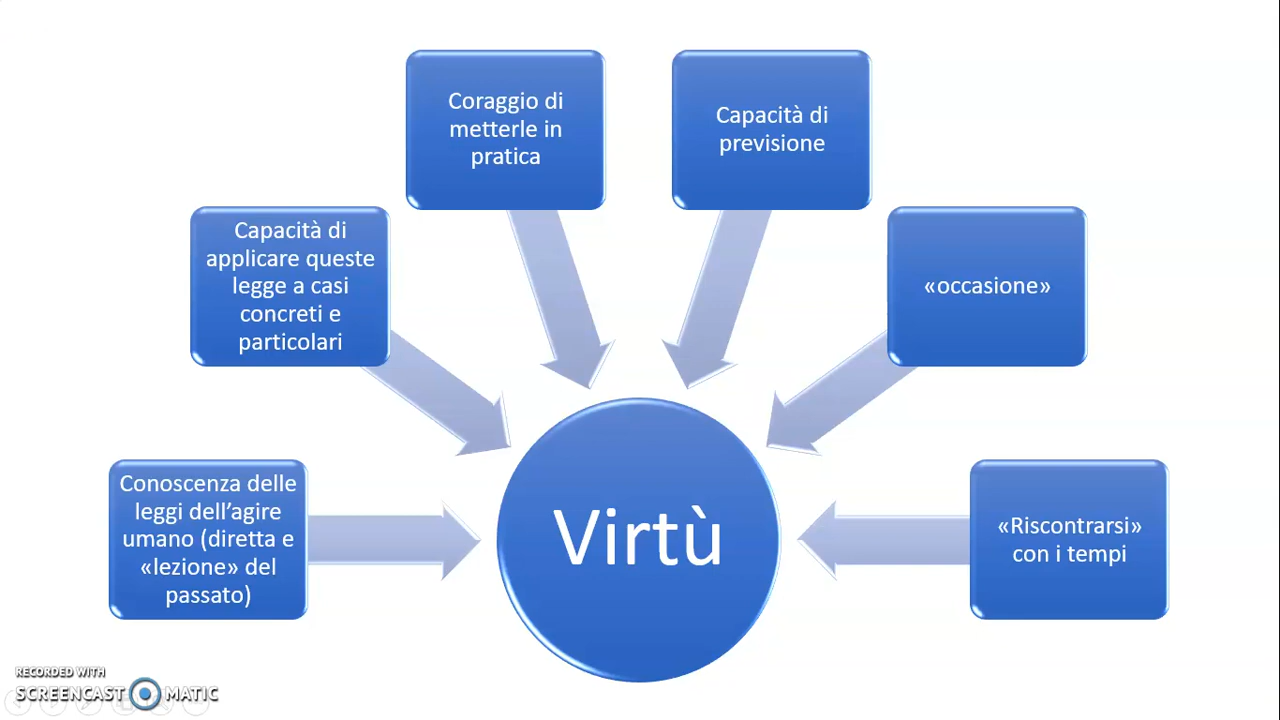 Coraggio di
metterle in
pratica
Capacità di
previsione
Capacità di
applicare queste
legge a casi
concreti e
particolari
«occasione»
Conoscenza delle
leggi dell’agire
umano (diretta e
«lezione» del
passato)
Virtù
«Riscontrarsi»
con i tempi
RECORDED WITH
SCREENCAST MATIC